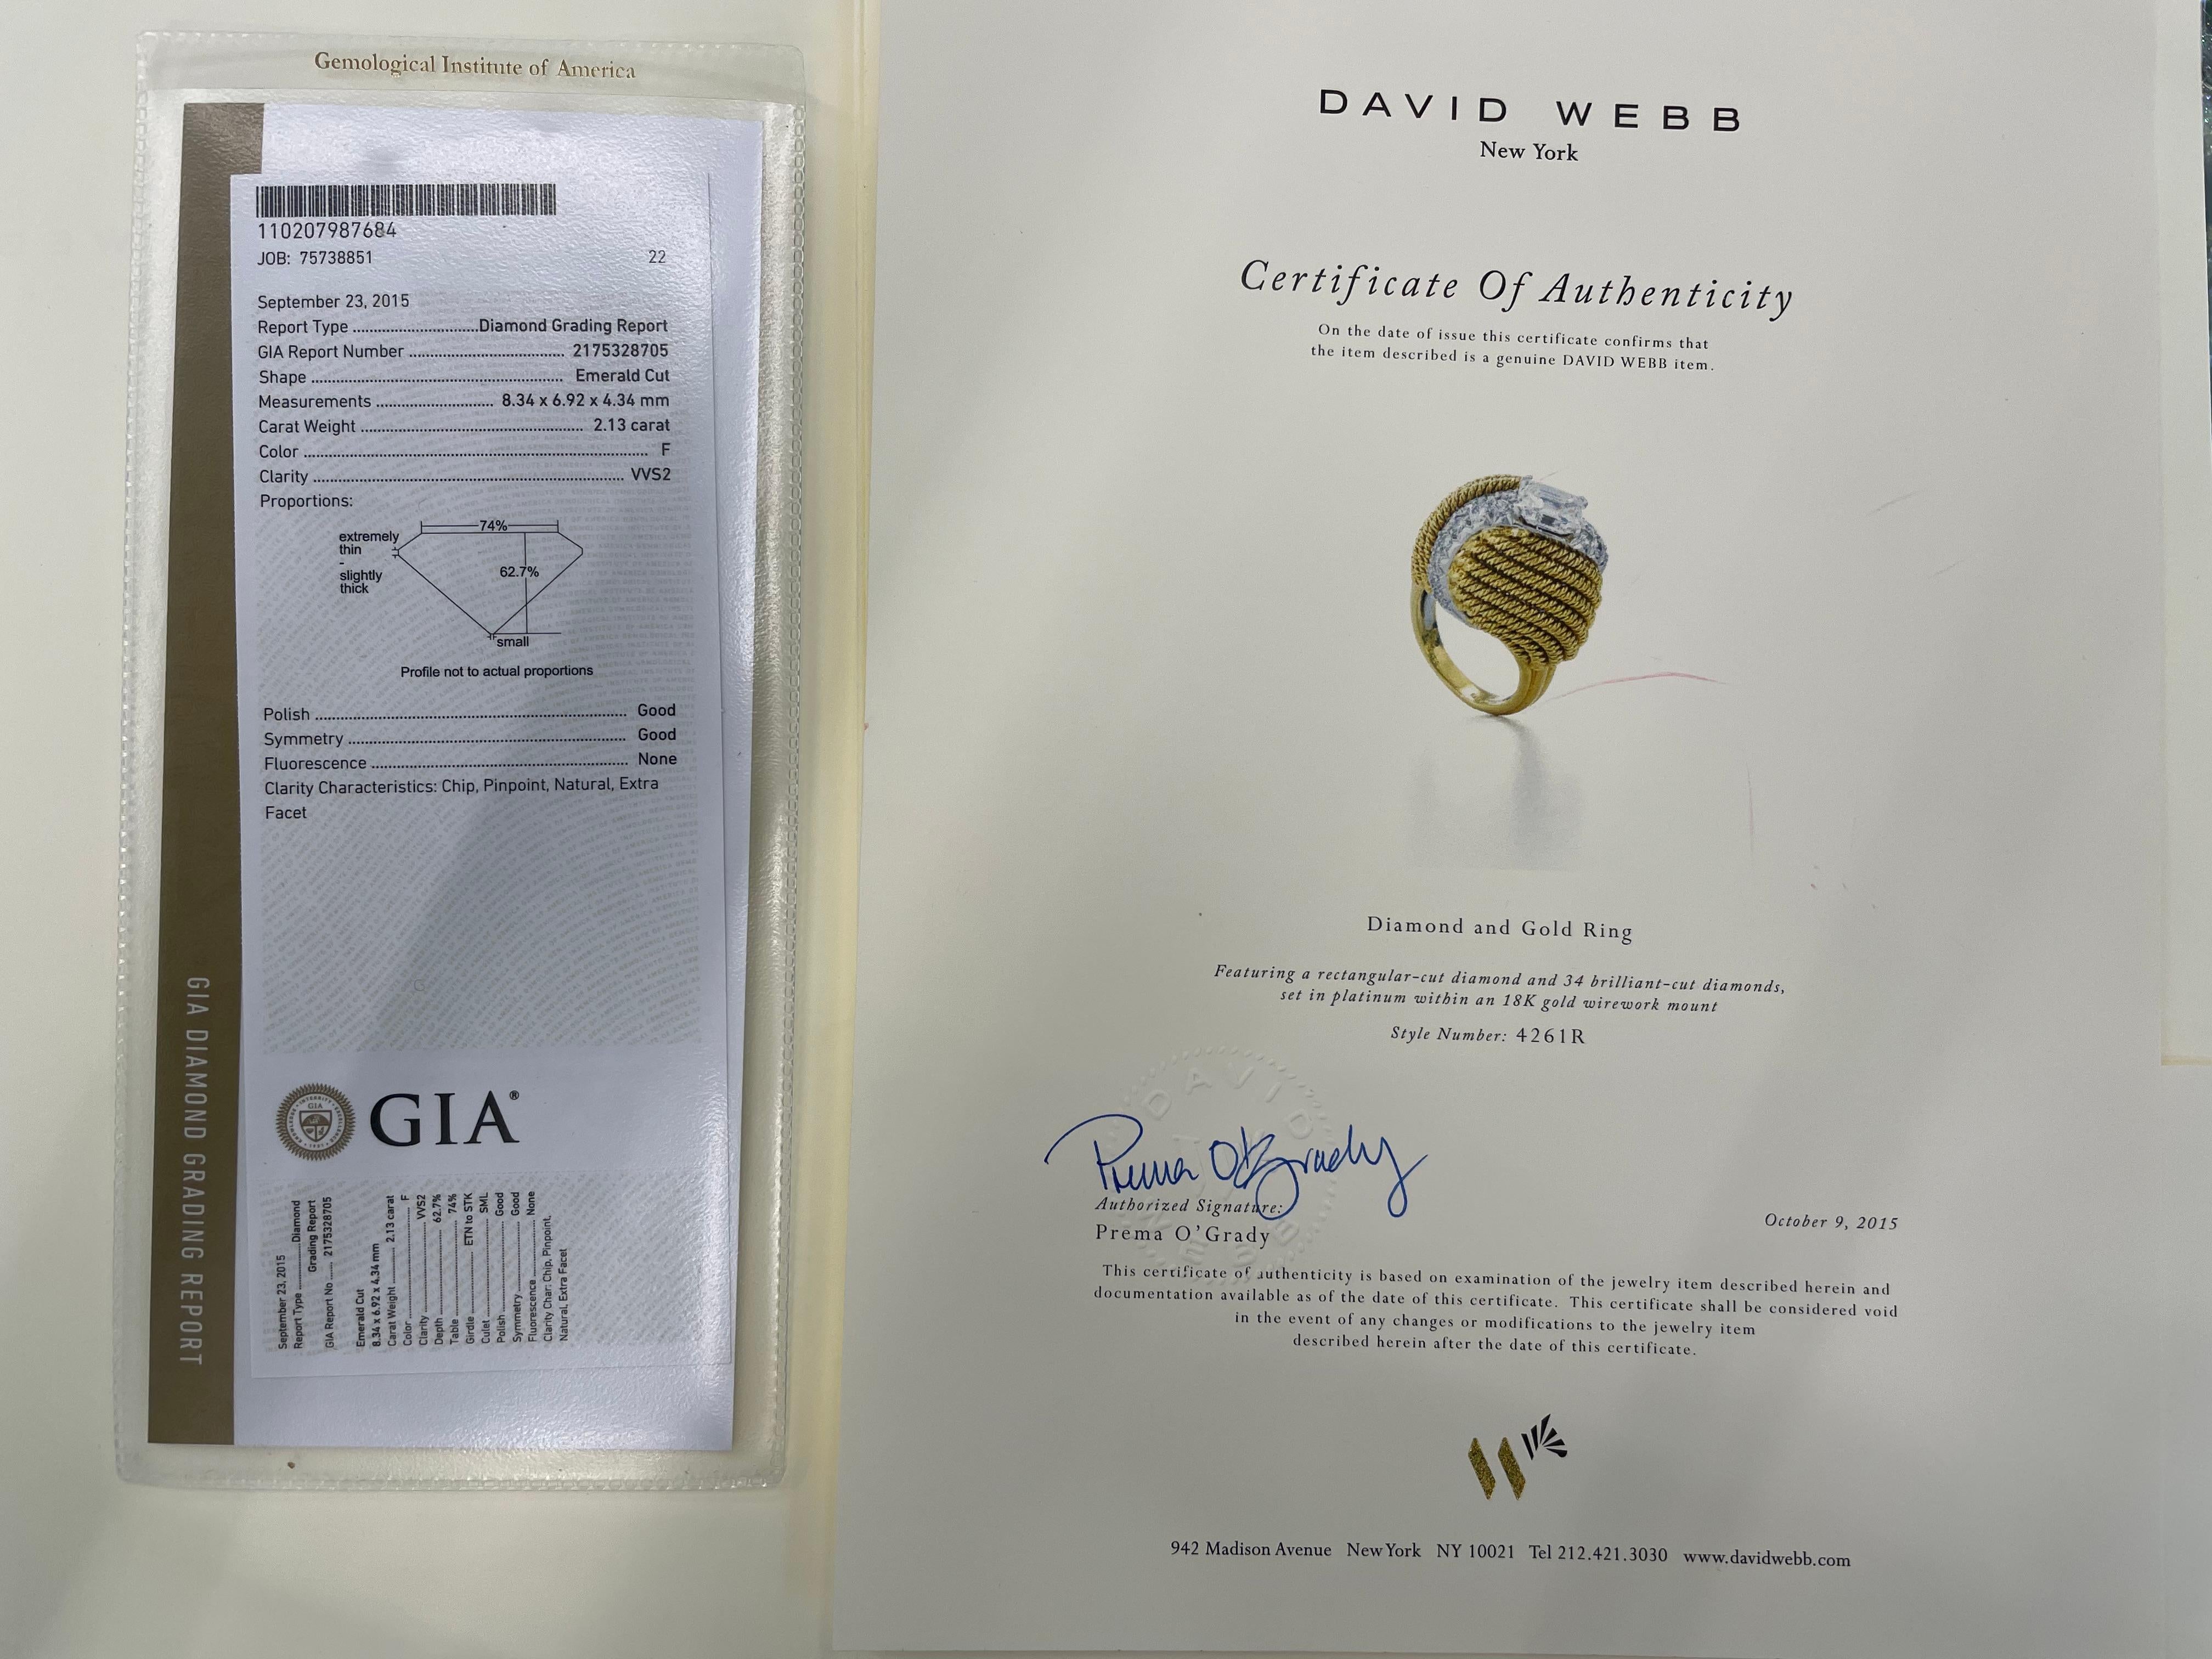 Gemological Institute of America
110207987684
JOB: 75738851 22
September 23, 2015
Report Type ........ Diamond Grading Report
GIA Report Number ........ 2175328705
Shape ........ Emerald Cut
Measurements ........ 8.34 x 6.92 x 4.34 mm
Carat Weight ........ 2.13 carat
Color ........ F
Clarity ........ VVS2
Proportions:
74%
extremely
thin
-
slightly
thick
62.7%
small
Profile not to actual proportions
Polish ........ Good
Symmetry ........ Good
Fluorescence ........ None
Clarity Characteristics: Chip, Pinpoint, Natural, Extra
Facet
GIA DIAMOND GRADING REPORT
GIA®
September 23, 2015
Report Type ........ Diamond
Grading Report
GIA Report No ........ 2175328705
Emerald Cut
8.34 x 6.92 x 4.34 mm
Carat Weight ........ 2.13 carat
Color ........ F
Clarity ........ VVS2
Depth ........ 62.7%
Table ........ 74%
Girdle ........ ETN to STK
Culet ........ SML
Polish ........ Good
Symmetry ........ Good
Fluorescence ........ None
Clarity Char: Chip, Pinpoint,
Natural, Extra Facet
DAVID WEBB
New York
Certificate Of Authenticity
On the date of issue this certificate confirms that
the item described is a genuine DAVID WEBB item.
Diamond and Gold Ring
Featuring a rectangular-cut diamond and 34 brilliant-cut diamonds,
set in platinum within an 18K gold wirework mount
Style Number: 4261R
DAVID
WEBB
Prema O'Grady
Authorized Signature:
Prema O'Grady
October 9, 2015
This certificate of authenticity is based on examination of the jewelry item described herein and
documentation available as of the date of this certificate. This certificate shall be considered void
in the event of any changes or modifications to the jewelry item
described herein after the date of this certificate.
942 Madison Avenue New York NY 10021 Tel 212.421.3030 www.davidwebb.com